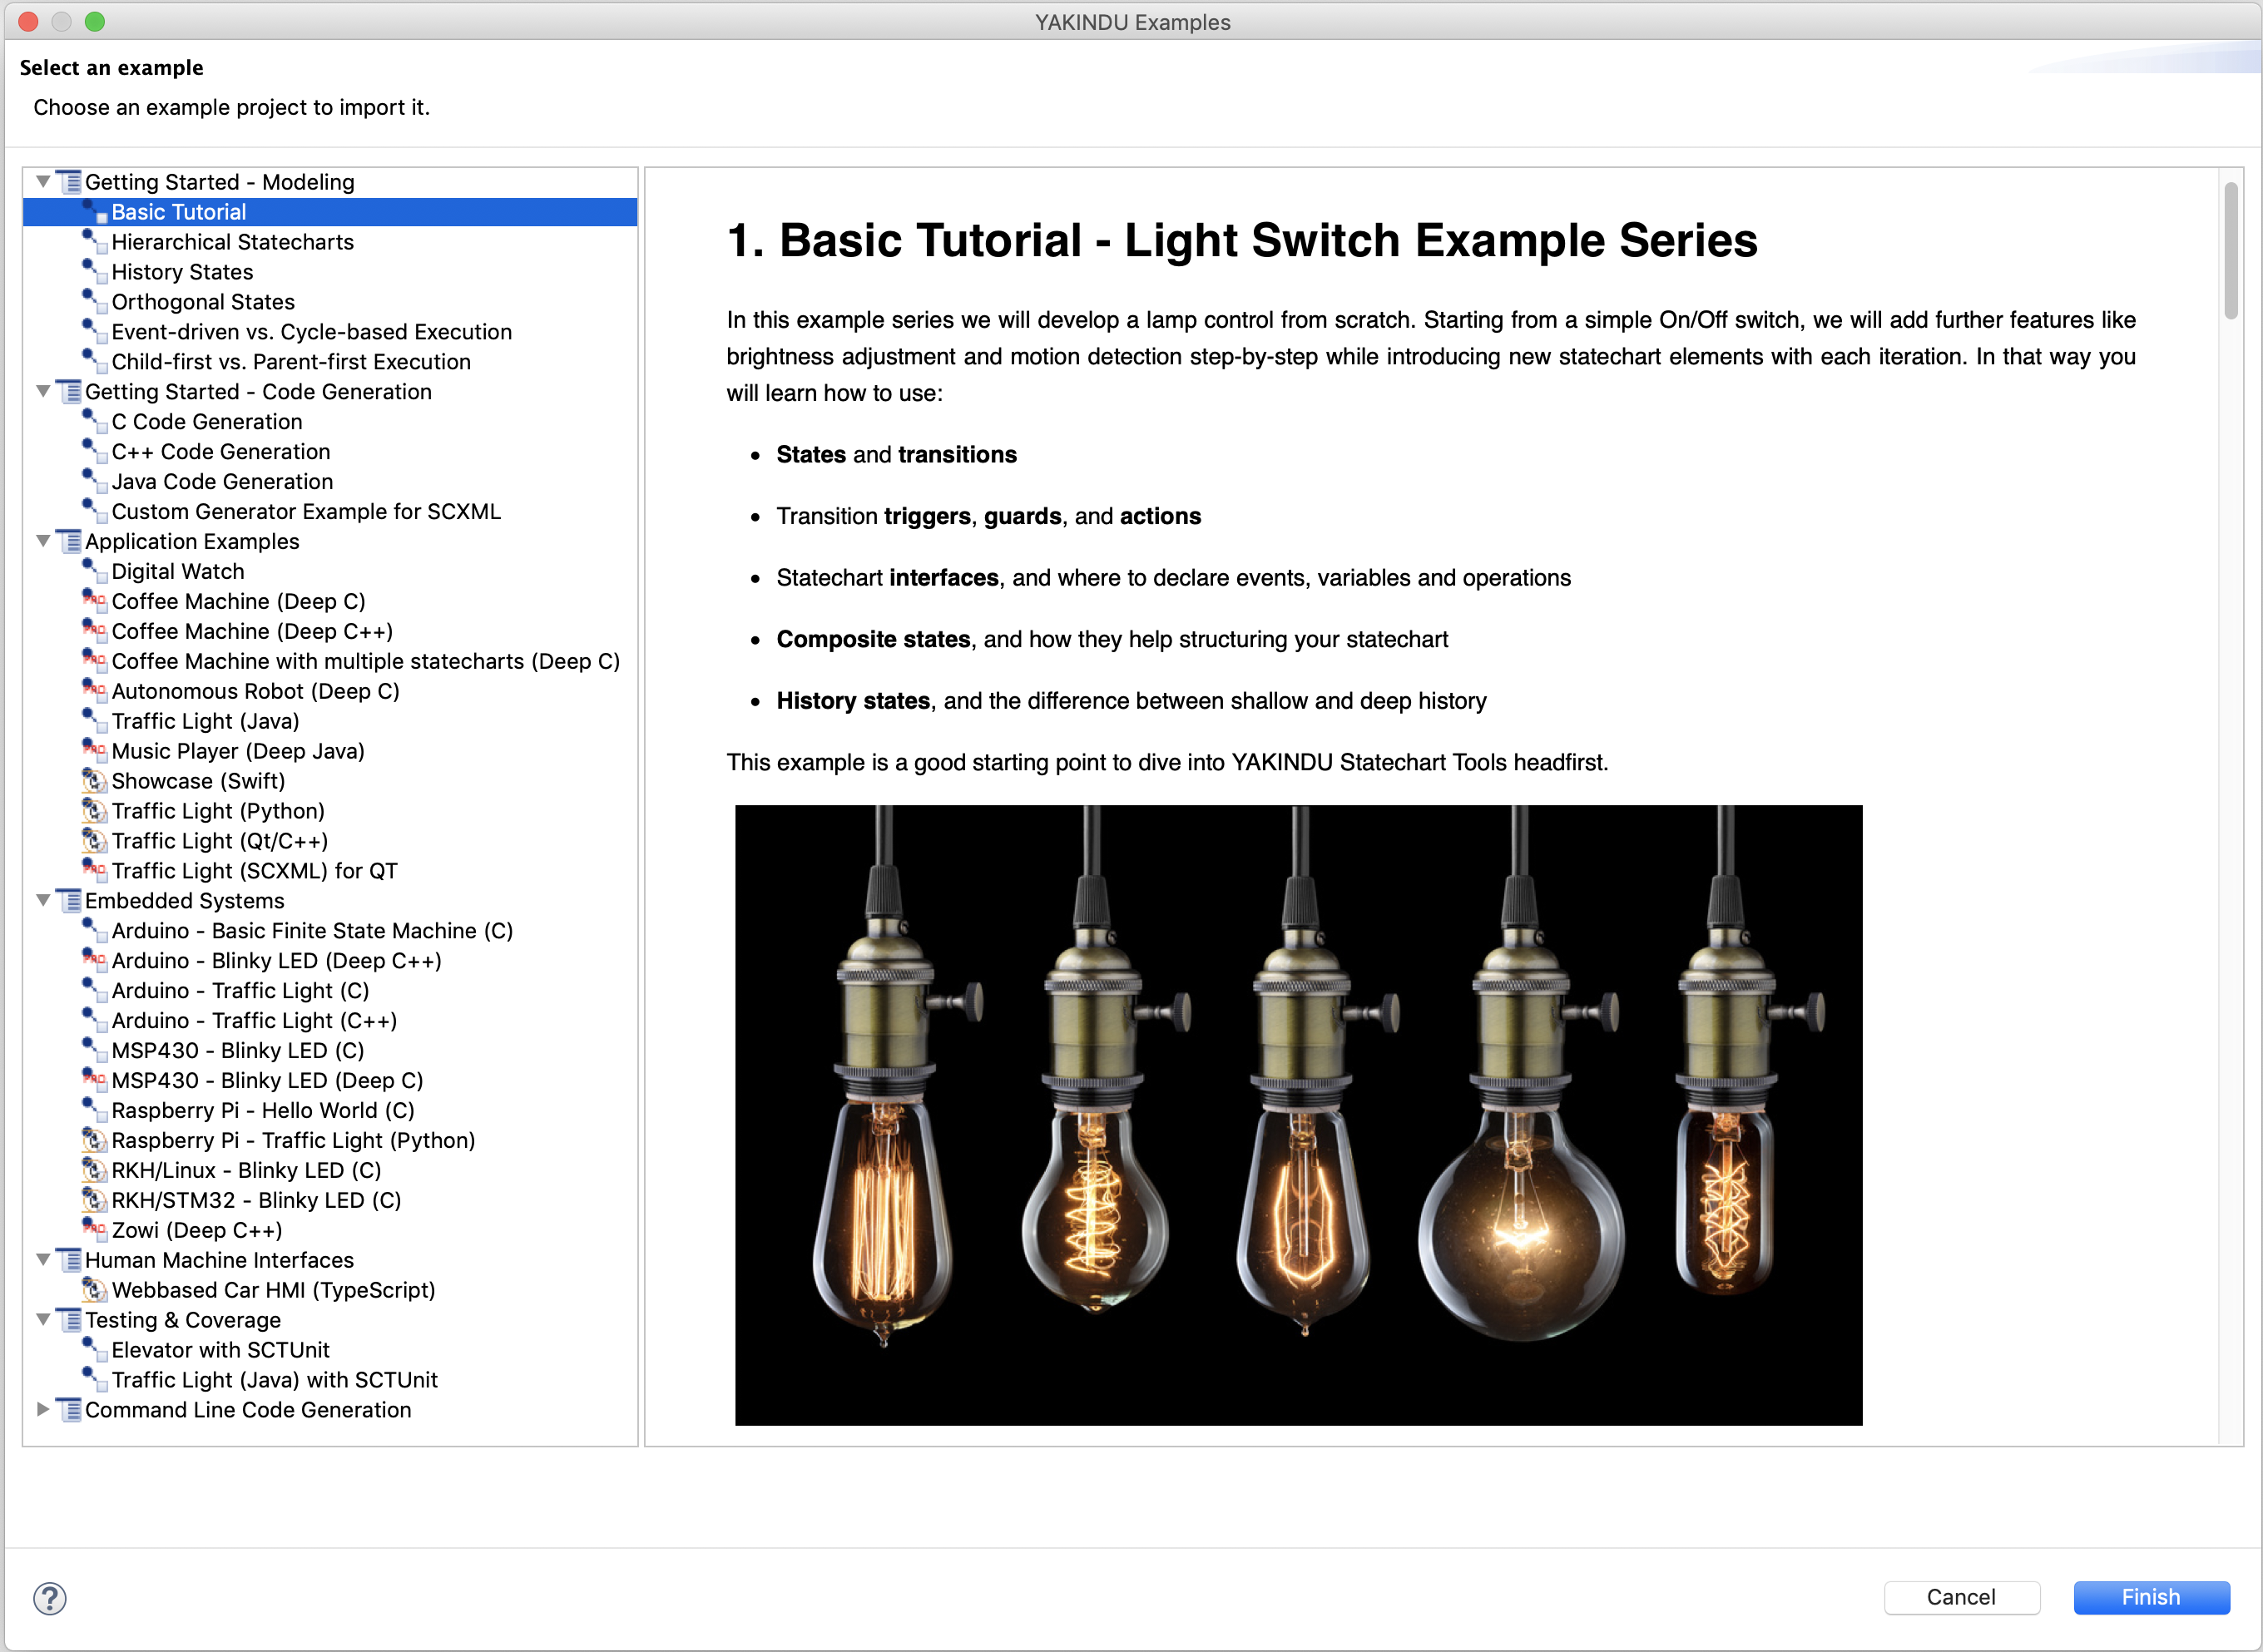 YAKINDU Examples
Select an example
Choose an example project to import it.
Getting Started - Modeling
Basic Tutorial
Hierarchical Statecharts
History States
Orthogonal States
Event-driven vs. Cycle-based Execution
Child-first vs. Parent-first Execution
Getting Started - Code Generation
C Code Generation
C++ Code Generation
Java Code Generation
Custom Generator Example for SCXML
Application Examples
Digital Watch
PRO Coffee Machine (Deep C)
PRO Coffee Machine (Deep C++)
PRO Coffee Machine with multiple statecharts (Deep C)
PRO Autonomous Robot (Deep C)
Traffic Light (Java)
PRO Music Player (Deep Java)
Showcase (Swift)
Traffic Light (Python)
Traffic Light (Qt/C++)
PRO Traffic Light (SCXML) for QT
Embedded Systems
Arduino - Basic Finite State Machine (C)
PRO Arduino - Blinky LED (Deep C++)
Arduino - Traffic Light (C)
Arduino - Traffic Light (C++)
MSP430 - Blinky LED (C)
PRO MSP430 - Blinky LED (Deep C)
Raspberry Pi - Hello World (C)
Raspberry Pi - Traffic Light (Python)
RKH/Linux - Blinky LED (C)
RKH/STM32 - Blinky LED (C)
PRO Zowi (Deep C++)
Human Machine Interfaces
Webbased Car HMI (TypeScript)
Testing & Coverage
Elevator with SCTUnit
Traffic Light (Java) with SCTUnit
Command Line Code Generation
1. Basic Tutorial - Light Switch Example Series
In this example series we will develop a lamp control from scratch. Starting from a simple On/Off switch, we will add further features like
brightness adjustment and motion detection step-by-step while introducing new statechart elements with each iteration. In that way you
will learn how to use:
• States and transitions
• Transition triggers, guards, and actions
• Statechart interfaces, and where to declare events, variables and operations
• Composite states, and how they help structuring your statechart
• History states, and the difference between shallow and deep history
This example is a good starting point to dive into YAKINDU Statechart Tools headfirst.
?
Cancel
Finish